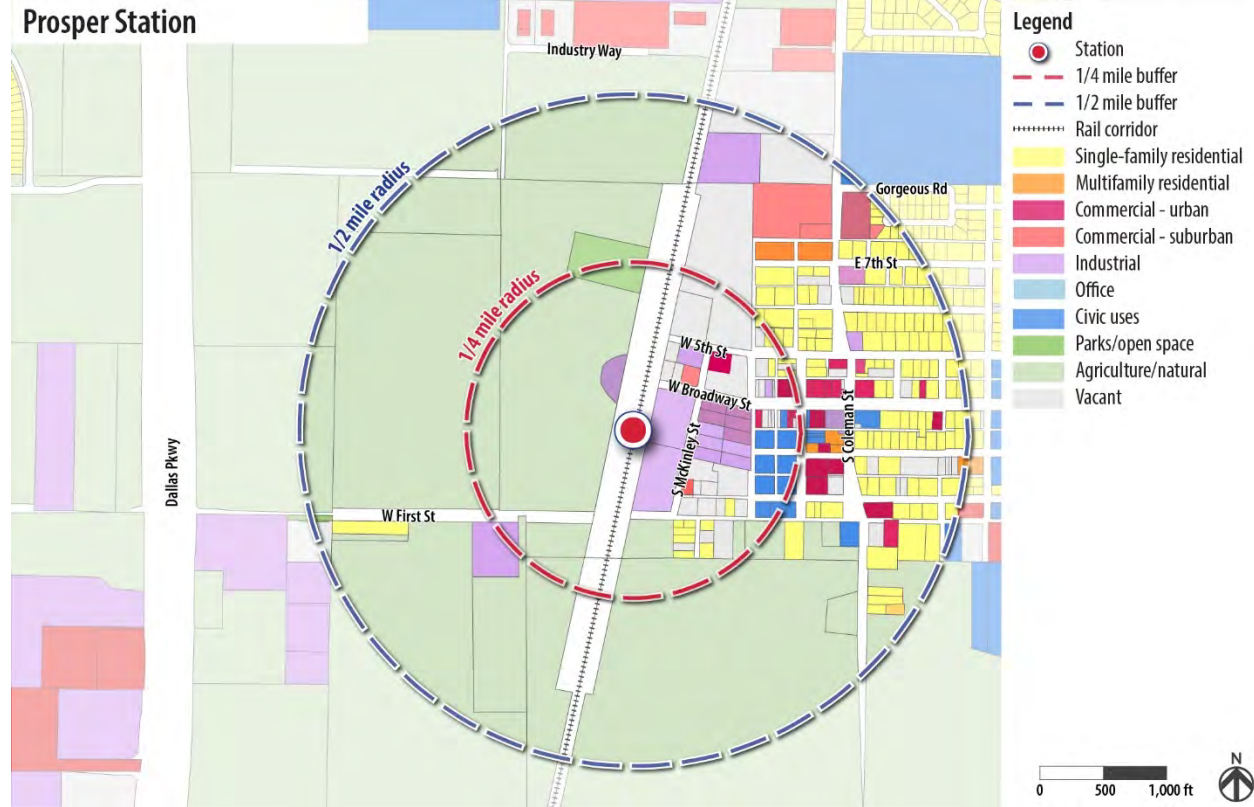 Prosper Station
Industry Way
1/2 mile radius
Gorgeous Rd
E 7th St
1/4 mile radius
W 5th St
W Broadway St
S Coleman St
S McKinley St
Dallas Pkwy
W First St
Legend
Station
1/4 mile buffer
1/2 mile buffer
Rail corridor
Single-family residential
Multifamily residential
Commercial - urban
Commercial - suburban
Industrial
Office
Civic uses
Parks/open space
Agriculture/natural
Vacant
0 500 1,000 ft
N